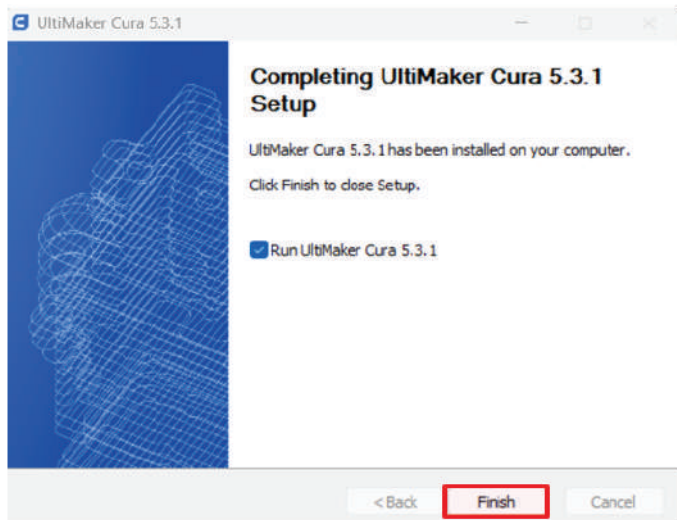 UltiMaker Cura 5.3.1
Completing UltiMaker Cura 5.3.1
Setup
UltiMaker Cura 5.3.1 has been installed on your computer.
Click Finish to close Setup.
Run UltiMaker Cura 5.3.1
< Back Finish Cancel